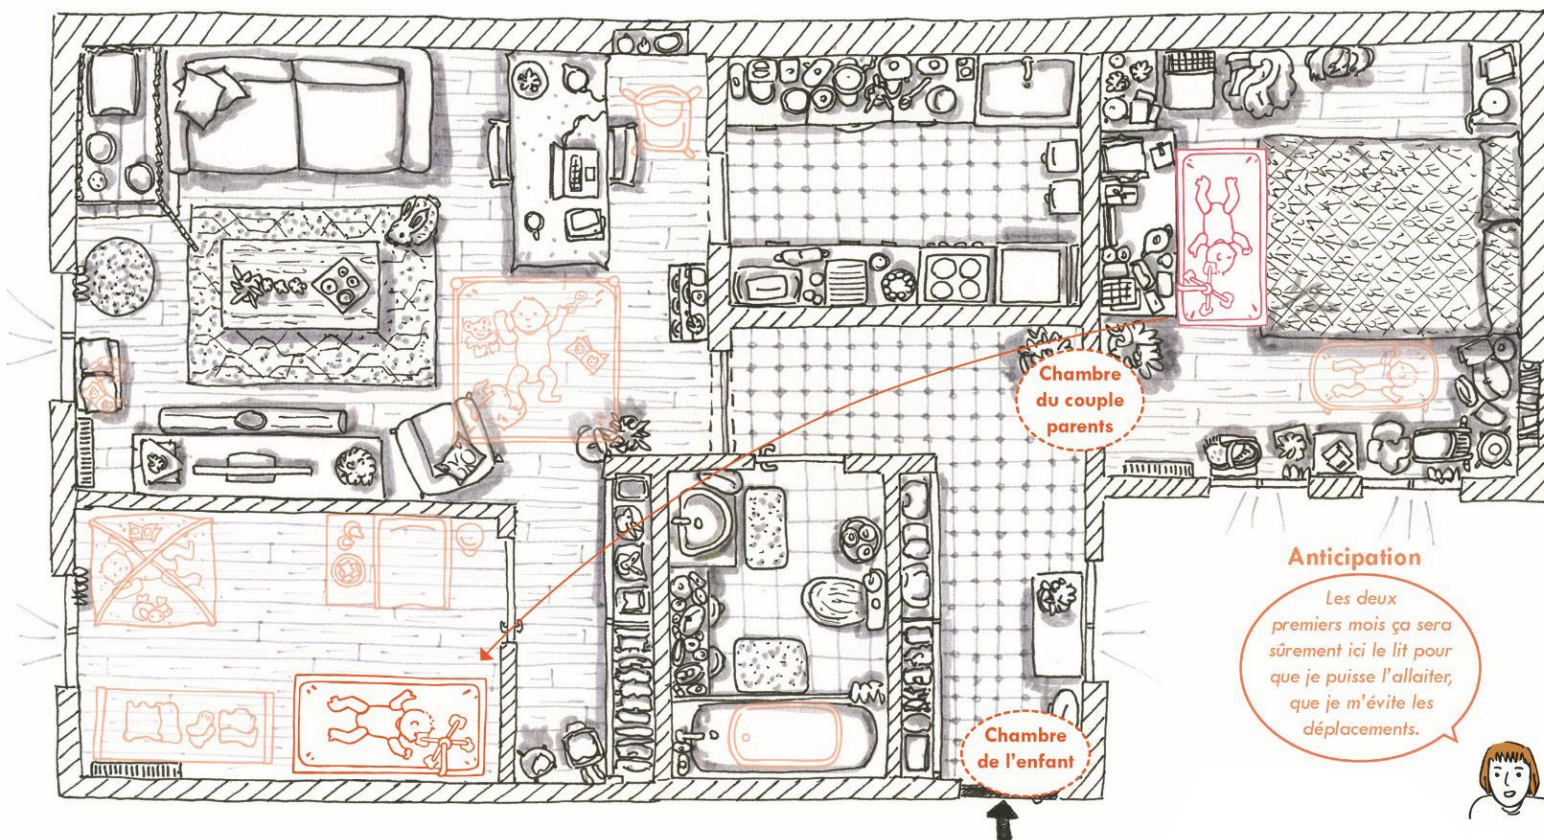 Chambre
du couple
parents
Anticipation
Les deux
premiers mois ça sera
sûrement ici le lit pour
que je puisse l'allaiter,
que je m'évite les
déplacements.
Chambre
de l'enfant